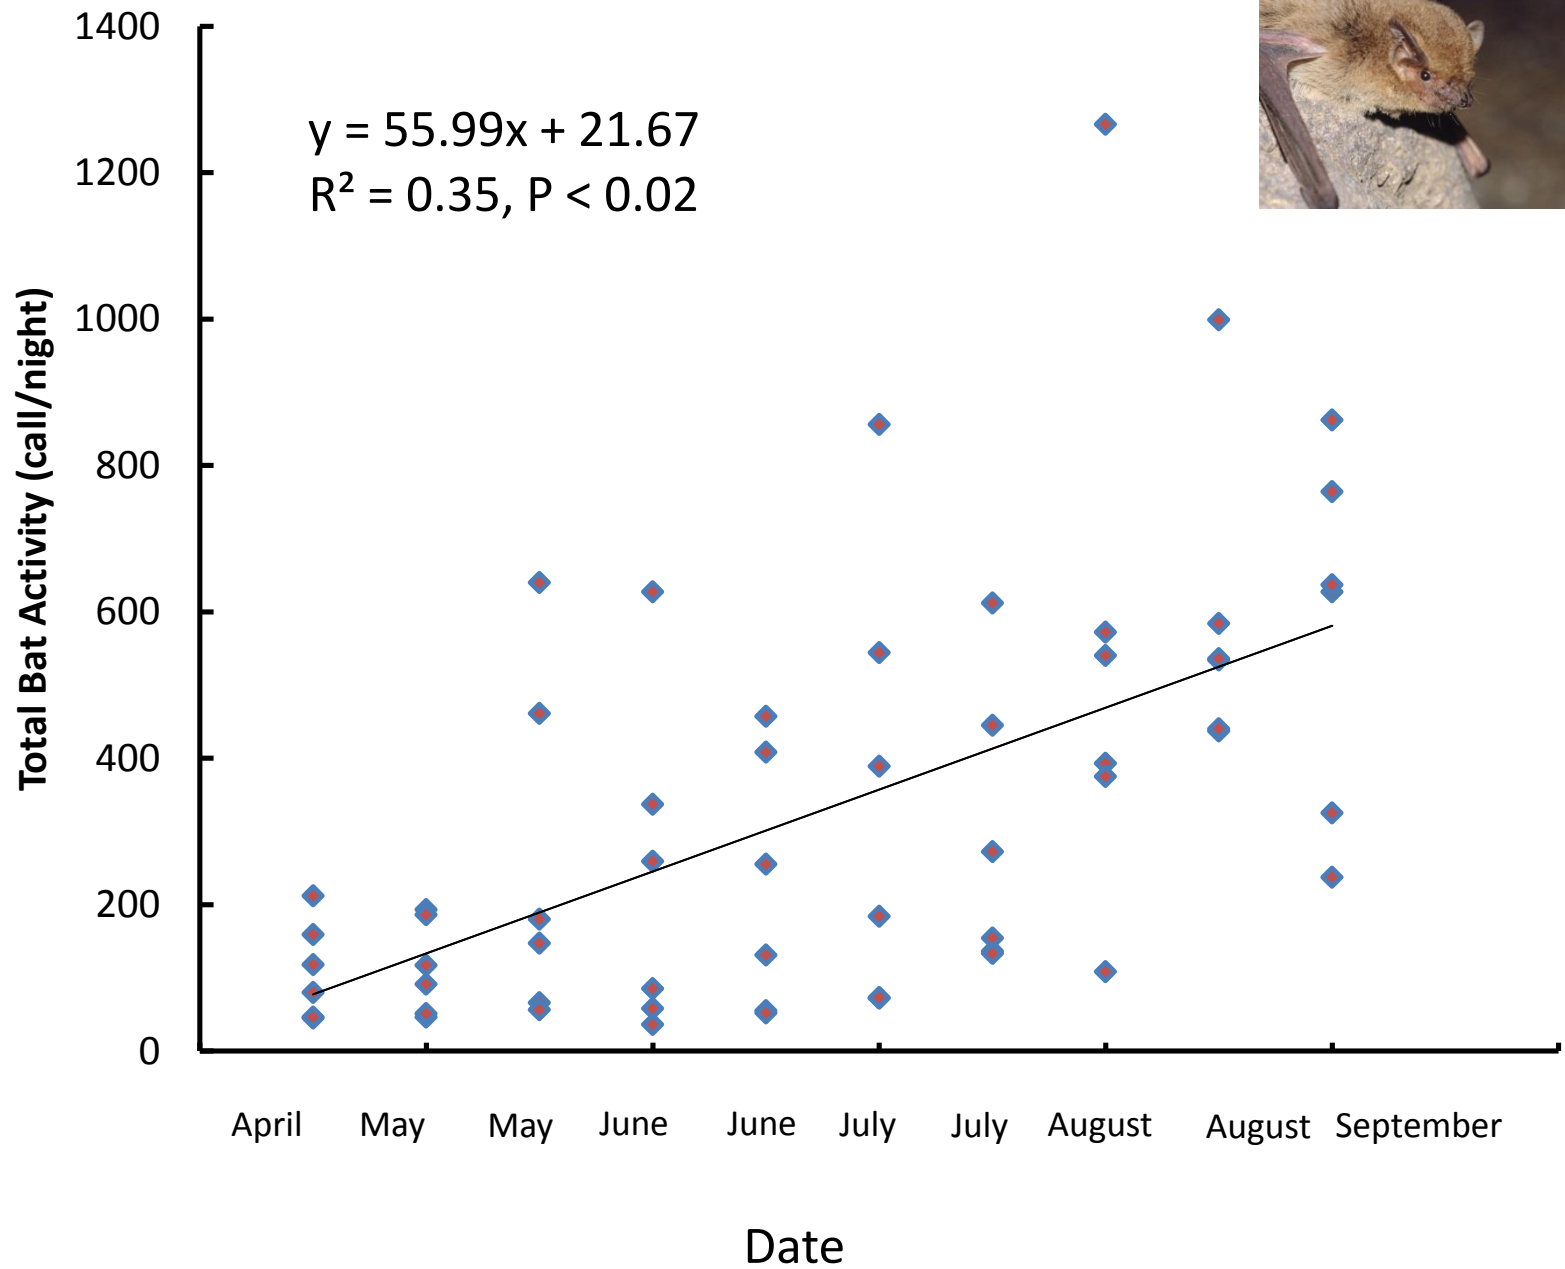 1400
1200
1000
800
600
400
200
0
y = 55.99x + 21.67
R² = 0.35, P < 0.02
Total Bat Activity (call/night)
April May May June June July July August August September
Date